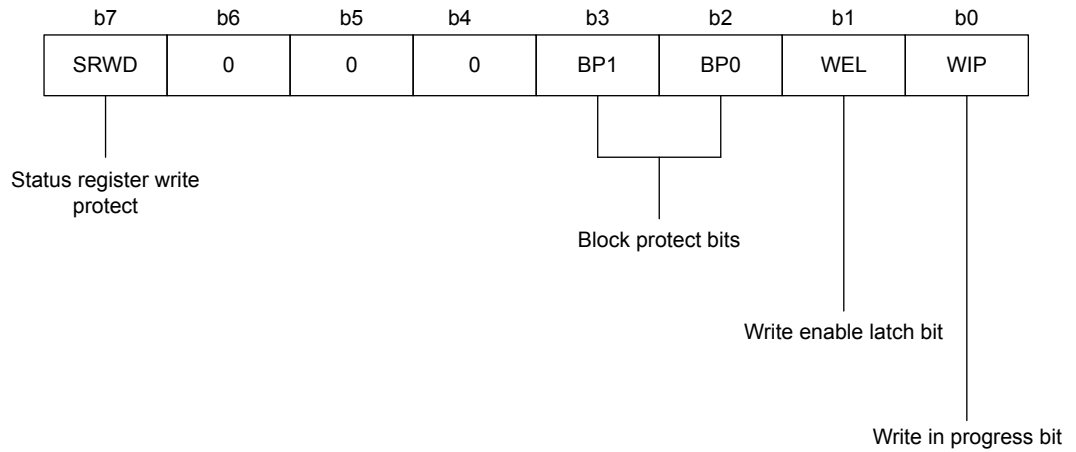 b7 b6 b5 b4 b3 b2 b1 b0
SRWD 0 0 0 BP1 BP0 WEL WIP
Status register write
protect
Block protect bits
Write enable latch bit
Write in progress bit